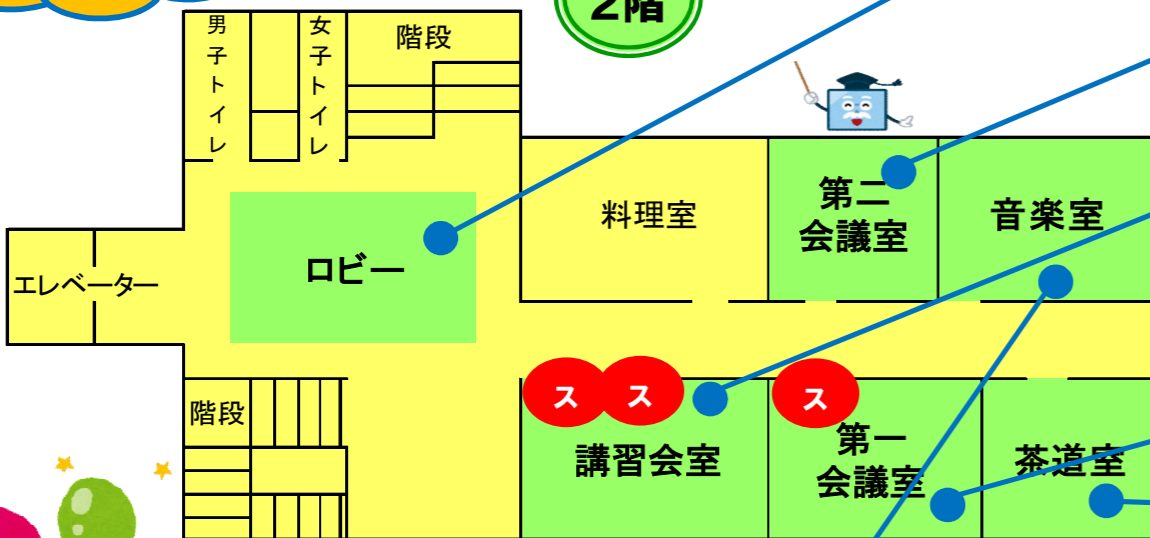 2階
男子トイレ
女子トイレ
階段
料理室
第二
会議室
音楽室
ロビー
エレベーター
階段
ス
ス
ス
講習会室
第一
会議室
茶道室